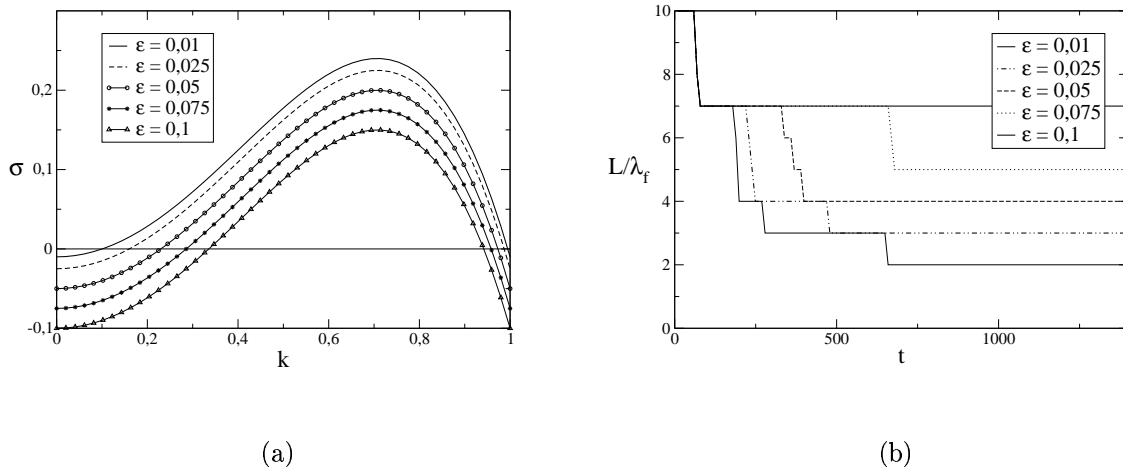 ε = 0,01
ε = 0,025
ε = 0,05
ε = 0,075
ε = 0,1
0,2
0,1
0
-0,1
σ
0 0,2 0,4 0,6 0,8 1
k
(a)
ε = 0,01
ε = 0,025
ε = 0,05
ε = 0,075
ε = 0,1
10
8
6
4
2
0
L/λf
0 500 1000
t
(b)